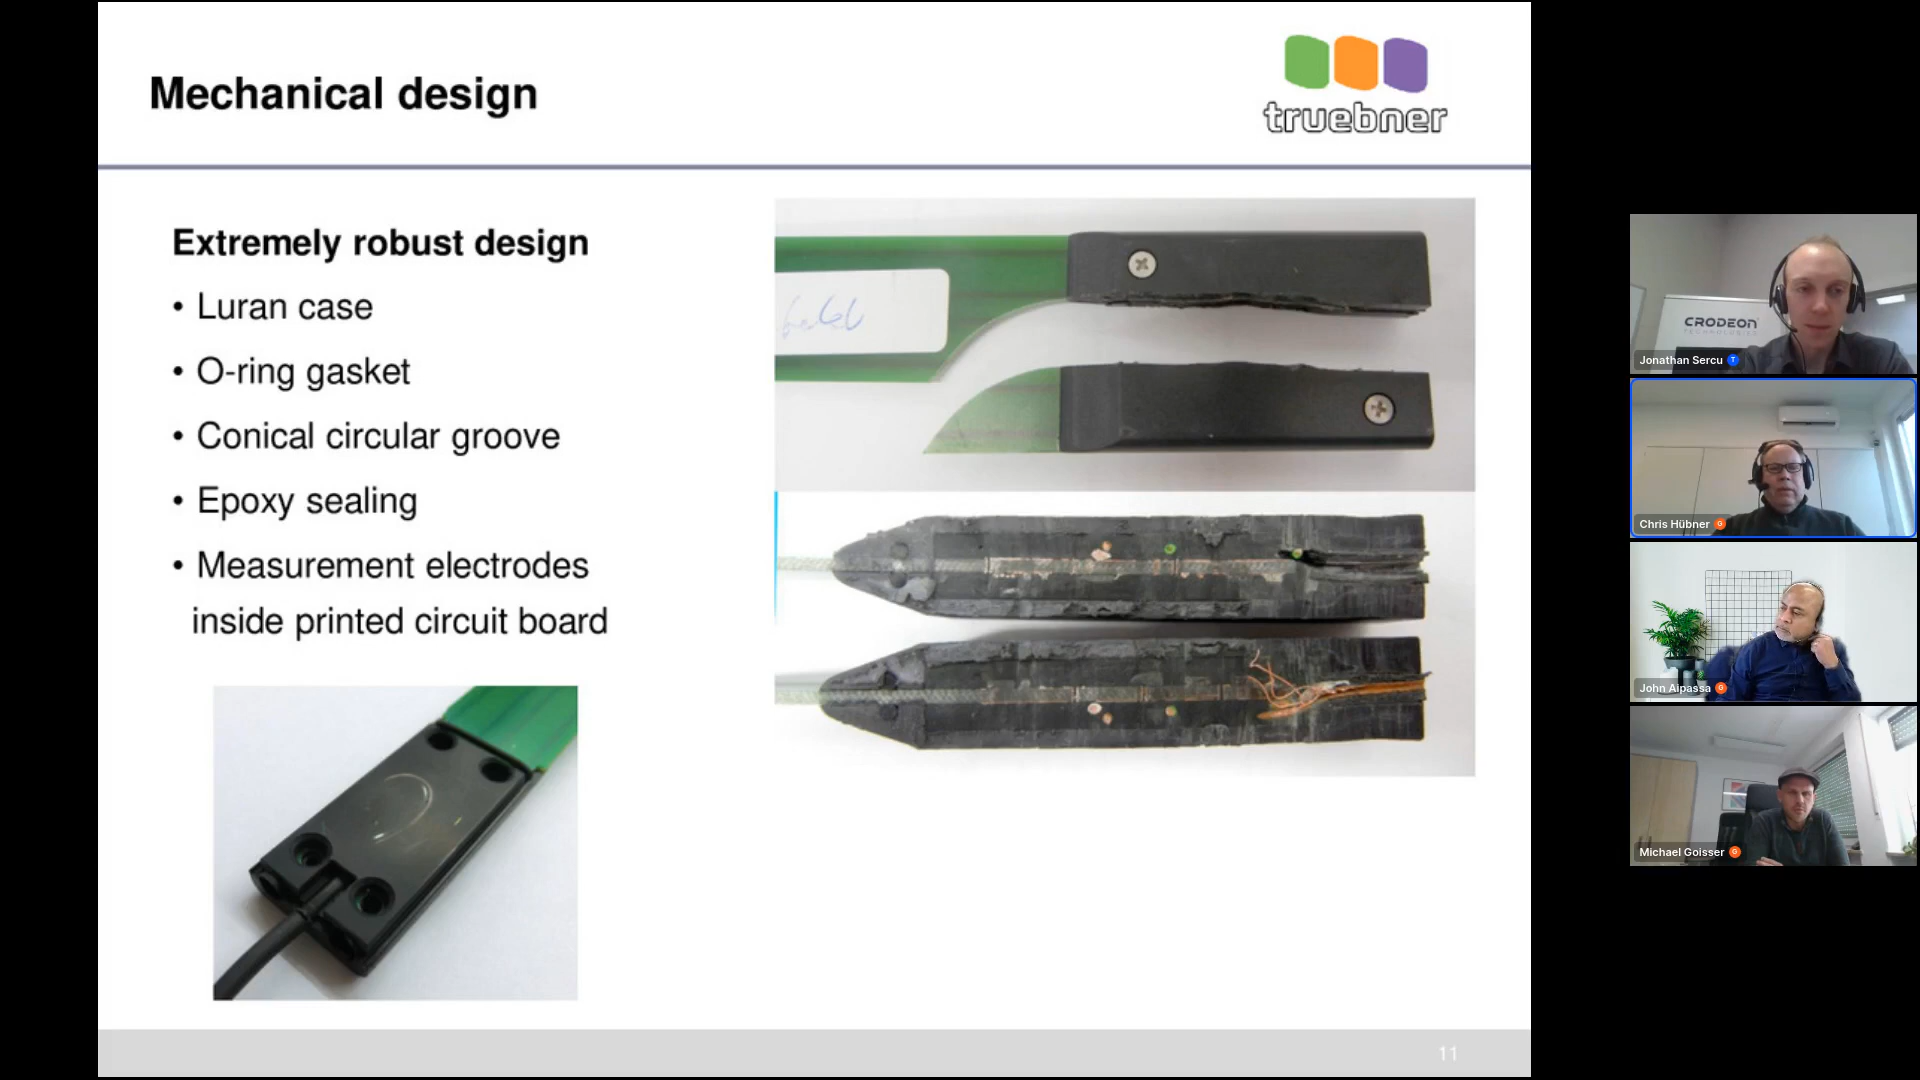 Mechanical design
truebner
Extremely robust design
• Luran case
• O-ring gasket
• Conical circular groove
• Epoxy sealing
• Measurement electrodes
inside printed circuit board
11
CRODEON
Jonathan Sercu T
Chris Hübner G
John Aipassa G
Michael Goisser G